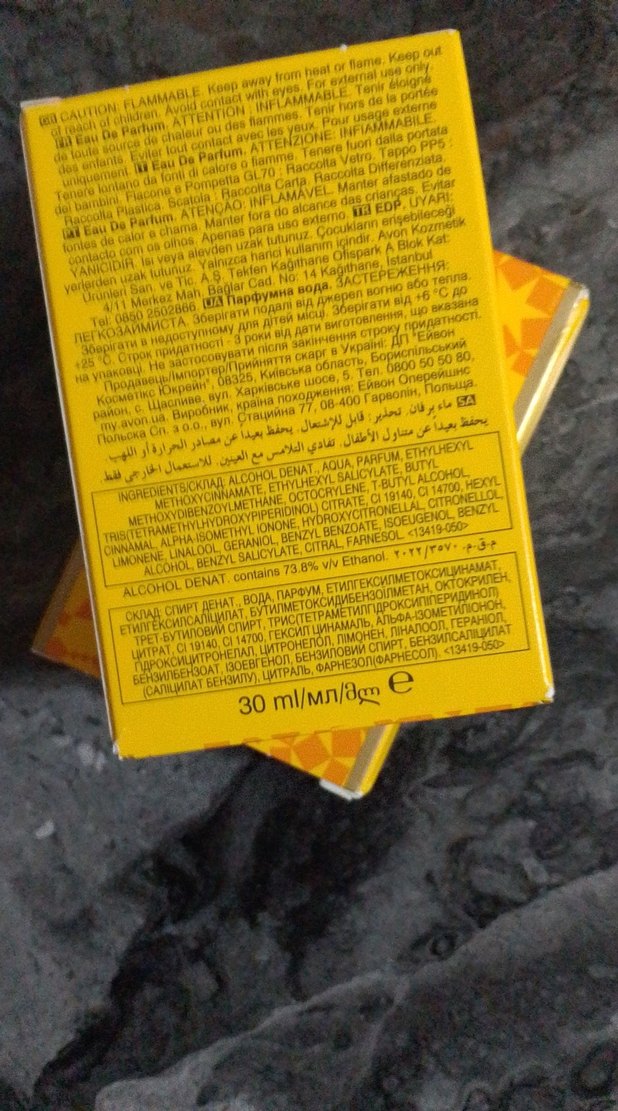 GB CAUTION: FLAMMABLE. Keep away from heat or flame. Keep out
of reach of children. Avoid contact with eyes. For external use only.
FR Eau De Parfum. ATTENTION : INFLAMMABLE. Tenir éloigné
de toute source de chaleur ou des flammes. Tenir hors de la portée
des enfants. Eviter tout contact avec les yeux. Pour usage externe
uniquement. IT Eau De Parfum. ATTENZIONE: INFIAMMABILE.
Tenere lontano da fonti di calore o fiamme. Tenere fuori dalla portata
dei bambini. Flacone e Pompetta GL70 : Raccolta Vetro. Tappo PP5 :
Raccolta Plastica. Scatola : Raccolta Carta. Raccolta Differenziata.
PT Eau De Parfum. ATENÇÃO: INFLAMÁVEL. Manter afastado de
fontes de calor e chama. Manter fora do alcance das crianças. Evitar
contacto com os olhos. Apenas para uso externo. TR EDP. UYARI:
YANICIDIR. Isi veya alevden uzak tutunuz. Çocukların erişebileceği
yerlerden uzak tutunuz. Yalnızca harici kullanım içindir. Avon Kozmetik
Ürünleri San. ve Tic. A.Ş. Tekfen Kağıthane Ofispark A Blok Kat:
4/1 Merkez Mah. Bağlar Cad. No: 14 Kağıthane, İstanbul
Tel: 0850 2502866 UA Парфумна вода. ЗАСТЕРЕЖЕННЯ:
ЛЕГКОЗАЙМИСТА. Зберігати подалі від джерел вогню або тепла.
Зберігати в недоступному для дітей місці. Зберігати від +6 °С до
+25 °С. Строк придатності - 3 роки від дати виготовлення, що вказана
на упаковці. Не застосовувати після закінчення строку придатності.
Продавець/Імпортер/Прийняття скарг в Україні: ДП "Ейвон
Косметікс Юкрейн", 08325, Київська область, Бориспільський
район, с. Щасливе, вул. Харківське шосе, 5. Тел. 0800 50 50 80,
my.avon.ua. Виробник, країна походження: Ейвон Оперейшнс
Польска Сп. з о.о., вул. Стаційна 77, 08-400 Гарволін, Польща.
SA ماء برفان. تحذير: قابل للإشتعال. يحفظ بعيداً عن مصادر الحرارة أو اللهب
يحفظ بعيداً عن متناول الأطفال. تفادي التلامس مع العينين. للاستعمال الخارجي فقط.
INGREDIENTS/СКЛАД: ALCOHOL DENAT., AQUA, PARFUM, ETHYLHEXYL
METHOXYCINNAMATE, ETHYLHEXYL SALICYLATE, BUTYL
METHOXYDIBENZOYLMETHANE, OCTOCRYLENE, T-BUTYL ALCOHOL,
TRIS(TETRAMETHYLHYDROXYPIPERIDINOL) CITRATE, CI 19140, CI 14700, HEXYL
CINNAMAL, ALPHA-ISOMETHYL IONONE, HYDROXYCITRONELLAL, CITRONELLOL,
LIMONENE, LINALOOL, GERANIOL, BENZYL BENZOATE, ISOEUGENOL, BENZYL
ALCOHOL, BENZYL SALICYLATE, CITRAL, FARNESOL. <13419-050>
ALCOHOL DENAT. contains 73.8% v/v Ethanol. م.ق.م. ٢٠٢٢/٣٥٧٠
СКЛАД: СПИРТ ДЕНАТ., ВОДА, ПАРФУМ, ЕТИЛГЕКСИЛМЕТОКСИЦИНАМАТ,
ЕТИЛГЕКСИЛСАЛІЦИЛАТ, БУТИЛМЕТОКСИДИБЕНЗОЇЛМЕТАН, ОКТОКРИЛЕН,
ТРЕТ-БУТИЛОВИЙ СПИРТ, ТРИС(ТЕТРАМЕТИЛГІДРОКСИПІПЕРИДИНОЛ)
ЦИТРАТ, CI 19140, CI 14700, ГЕКСИЛ ЦИНАМАЛЬ, АЛЬФА-ІЗОМЕТИЛІОНОН,
ГІДРОКСИЦИТРОНЕЛАЛ, ЦИТРОНЕЛОЛ, ЛІМОНЕН, ЛІНАЛООЛ, ГЕРАНІОЛ,
БЕНЗИЛБЕНЗОАТ, ІЗОЕВГЕНОЛ, БЕНЗИЛОВИЙ СПИРТ, БЕНЗИЛСАЛІЦИЛАТ
(САЛІЦИЛАТ БЕНЗИЛУ), ЦИТРАЛЬ, ФАРНЕЗОЛ(ФАРНЕСОЛ). <13419-050>
30 ml/мл/მლ e